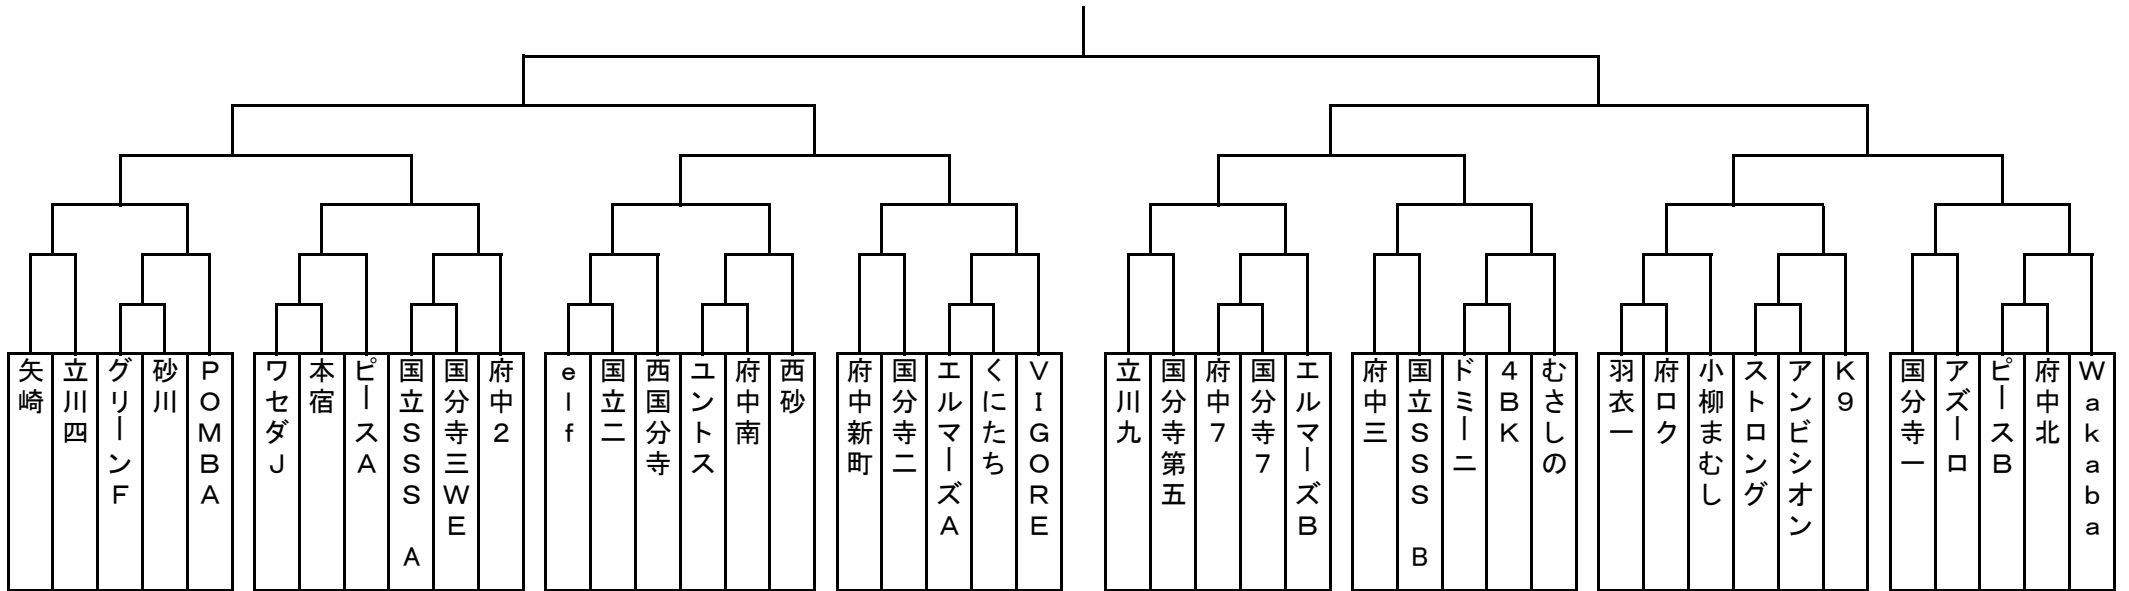 矢崎
立川四
グリーンF
砂川
POMBA
ワセダJ
本宿
ピースA
国立SSS A
国分寺三WE
府中2
elf
国立二
西国分寺
ユントス
府中南
西砂
府中新町
国分寺二
エルマーズA
くにたち
VIGORE
立川九
国分寺第五
府中7
国分寺7
エルマーズB
府中三
国立SSS B
ドミーニ
4BK
むさしの
羽衣一
府ロク
小柳まむし
ストロング
アンビシオン
K9
国分寺一
アズーロ
ピースB
府中北
Wakaba